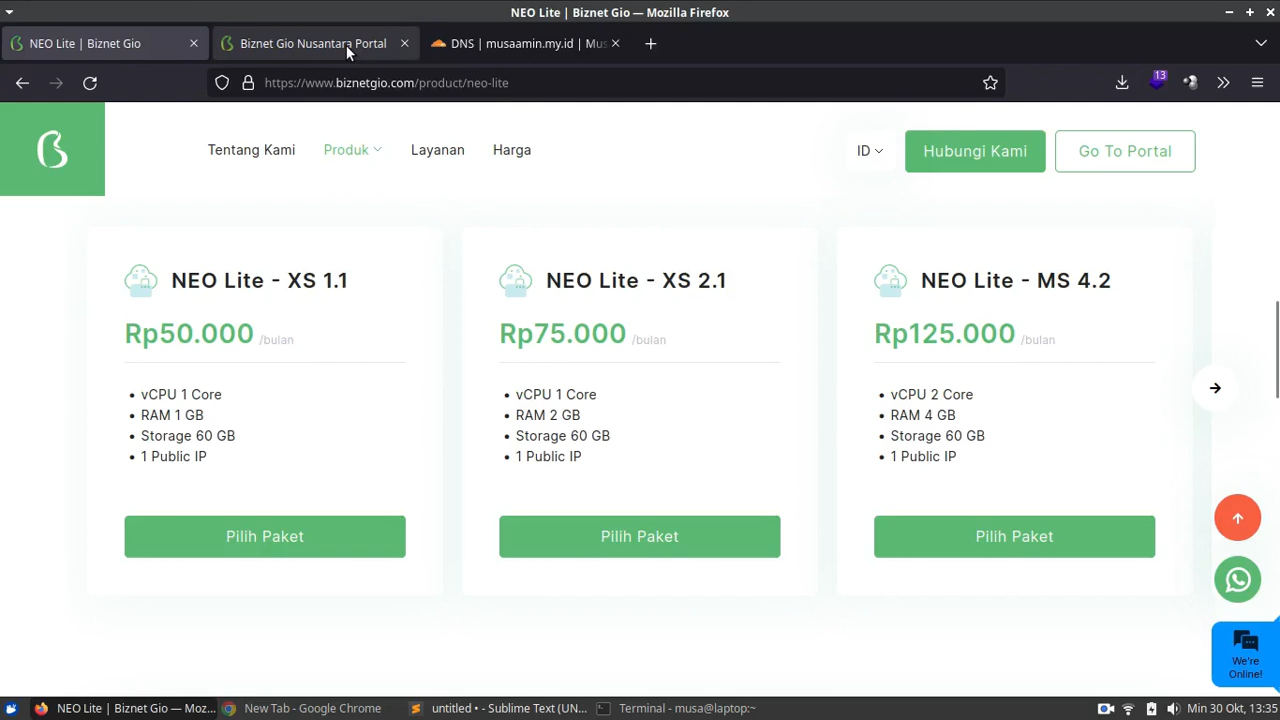 NEO Lite | Biznet Gio — Mozilla Firefox
NEO Lite | Biznet Gio
Biznet Gio Nusantara Portal
DNS | musaamin.my.id | Mus
https://www.biznetgio.com/product/neo-lite
13
Tentang Kami
Produk
Layanan
Harga
ID
Hubungi Kami
Go To Portal
NEO Lite - XS 1.1
Rp50.000 /bulan
• vCPU 1 Core
• RAM 1 GB
• Storage 60 GB
• 1 Public IP
Pilih Paket
NEO Lite - XS 2.1
Rp75.000 /bulan
• vCPU 1 Core
• RAM 2 GB
• Storage 60 GB
• 1 Public IP
Pilih Paket
NEO Lite - MS 4.2
Rp125.000 /bulan
• vCPU 2 Core
• RAM 4 GB
• Storage 60 GB
• 1 Public IP
Pilih Paket
We're
Online!
NEO Lite | Biznet Gio — Moz...
New Tab - Google Chrome
untitled • - Sublime Text (UN...
Terminal - musa@laptop:~
Min 30 Okt, 13:35